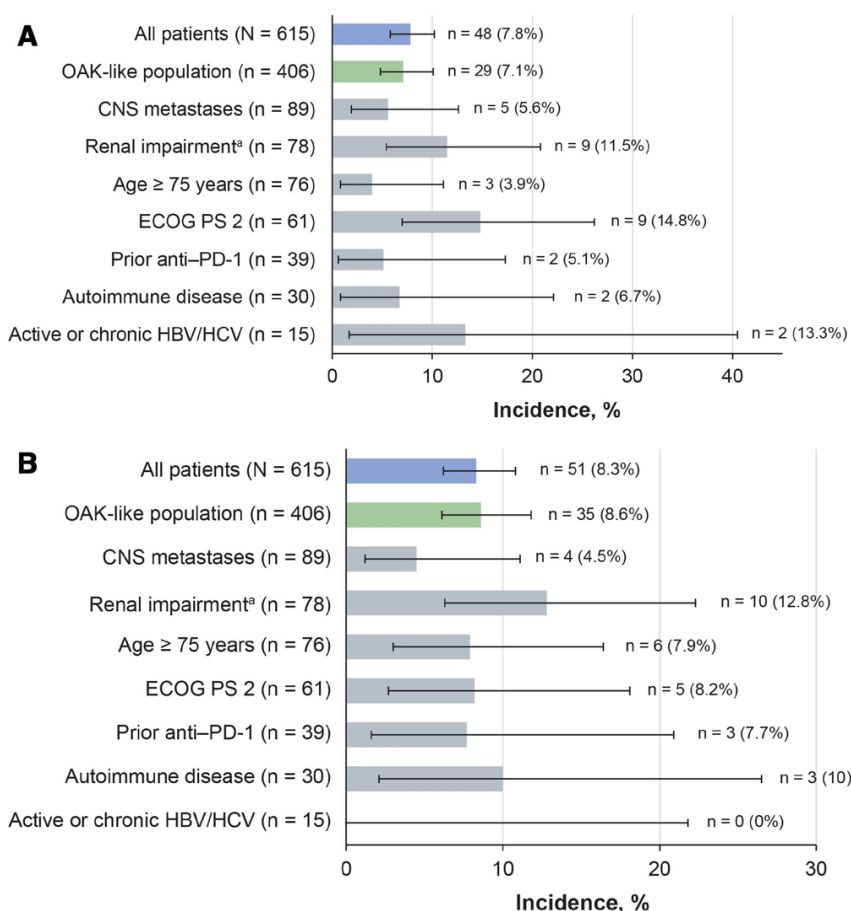 A
All patients (N = 615) n = 48 (7.8%)
OAK-like population (n = 406) n = 29 (7.1%)
CNS metastases (n = 89) n = 5 (5.6%)
Renal impairmentᵃ (n = 78) n = 9 (11.5%)
Age ≥ 75 years (n = 76) n = 3 (3.9%)
ECOG PS 2 (n = 61) n = 9 (14.8%)
Prior anti–PD-1 (n = 39) n = 2 (5.1%)
Autoimmune disease (n = 30) n = 2 (6.7%)
Active or chronic HBV/HCV (n = 15) n = 2 (13.3%)
0 10 20 30 40
Incidence, %
B
All patients (N = 615) n = 51 (8.3%)
OAK-like population (n = 406) n = 35 (8.6%)
CNS metastases (n = 89) n = 4 (4.5%)
Renal impairmentᵃ (n = 78) n = 10 (12.8%)
Age ≥ 75 years (n = 76) n = 6 (7.9%)
ECOG PS 2 (n = 61) n = 5 (8.2%)
Prior anti–PD-1 (n = 39) n = 3 (7.7%)
Autoimmune disease (n = 30) n = 3 (10)
Active or chronic HBV/HCV (n = 15) n = 0 (0%)
0 10 20 30
Incidence, %